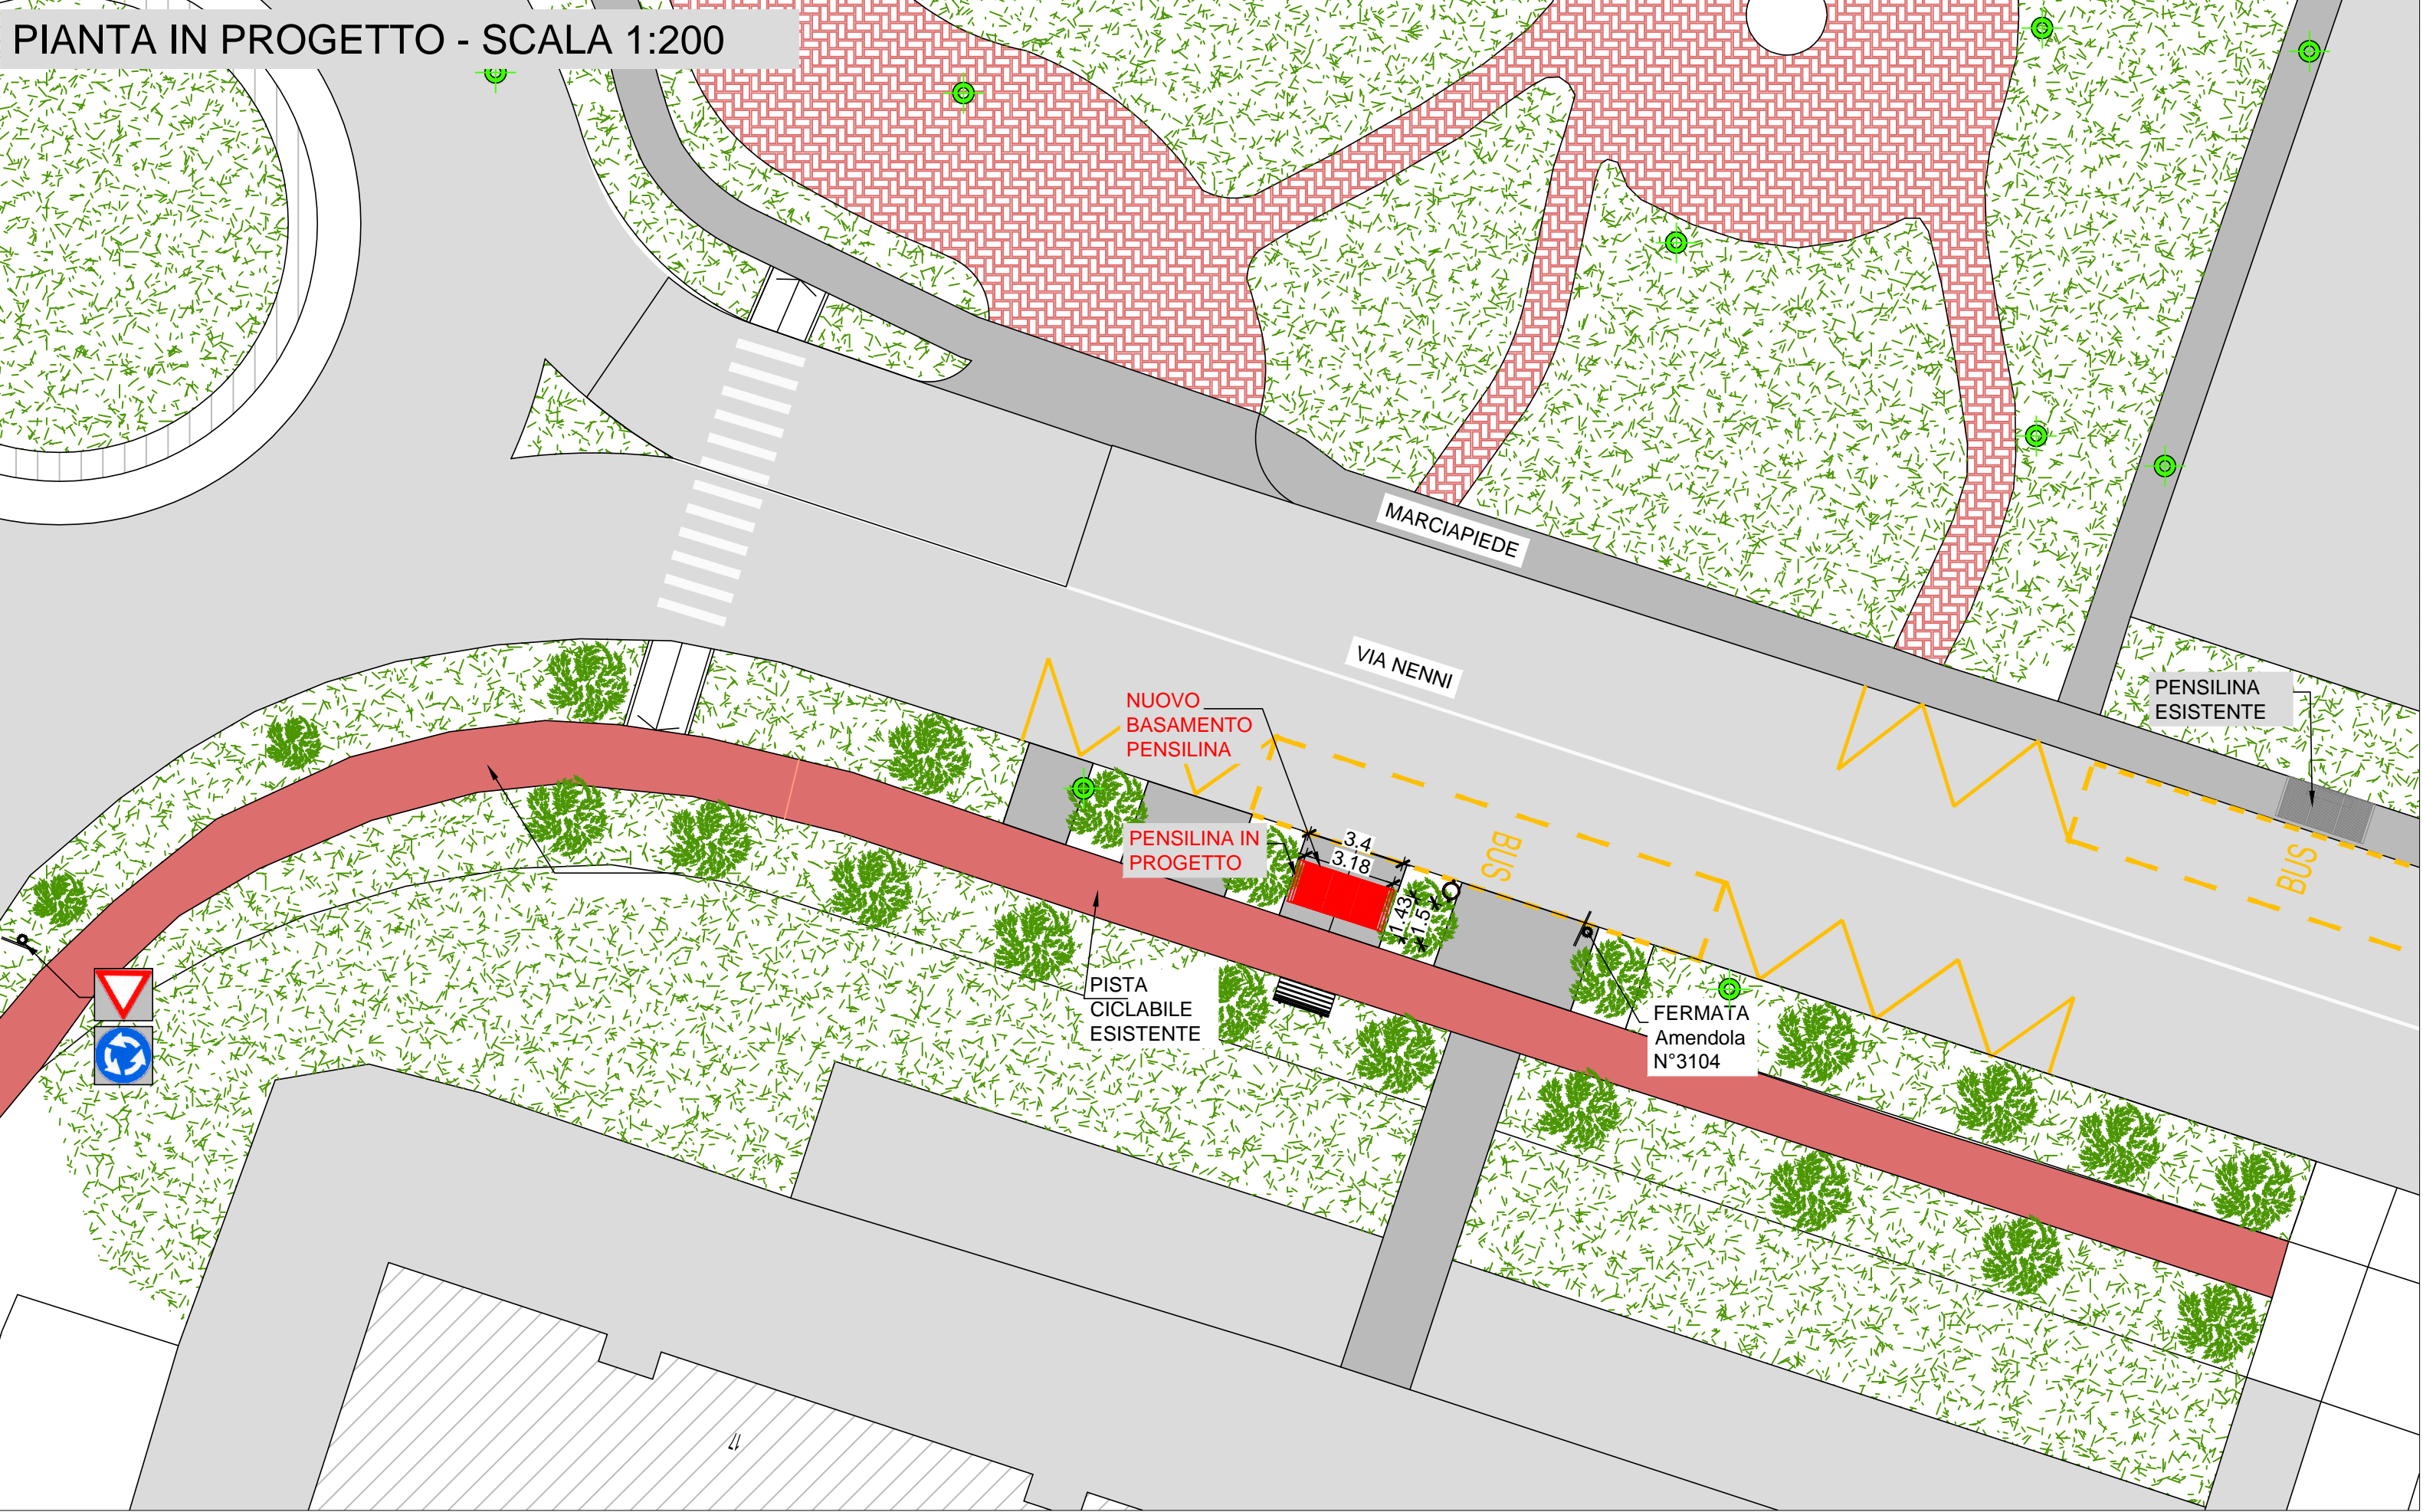 PIANTA IN PROGETTO - SCALA 1:200
MARCIAPIEDE
VIA NENNI
NUOVO
BASAMENTO
PENSILINA
PENSILINA
ESISTENTE
PENSILINA IN
PROGETTO
3.4
3.18
BUS
BUS
1.43
1.5
PISTA
CICLABILE
ESISTENTE
FERMATA
Amendola
N°3104